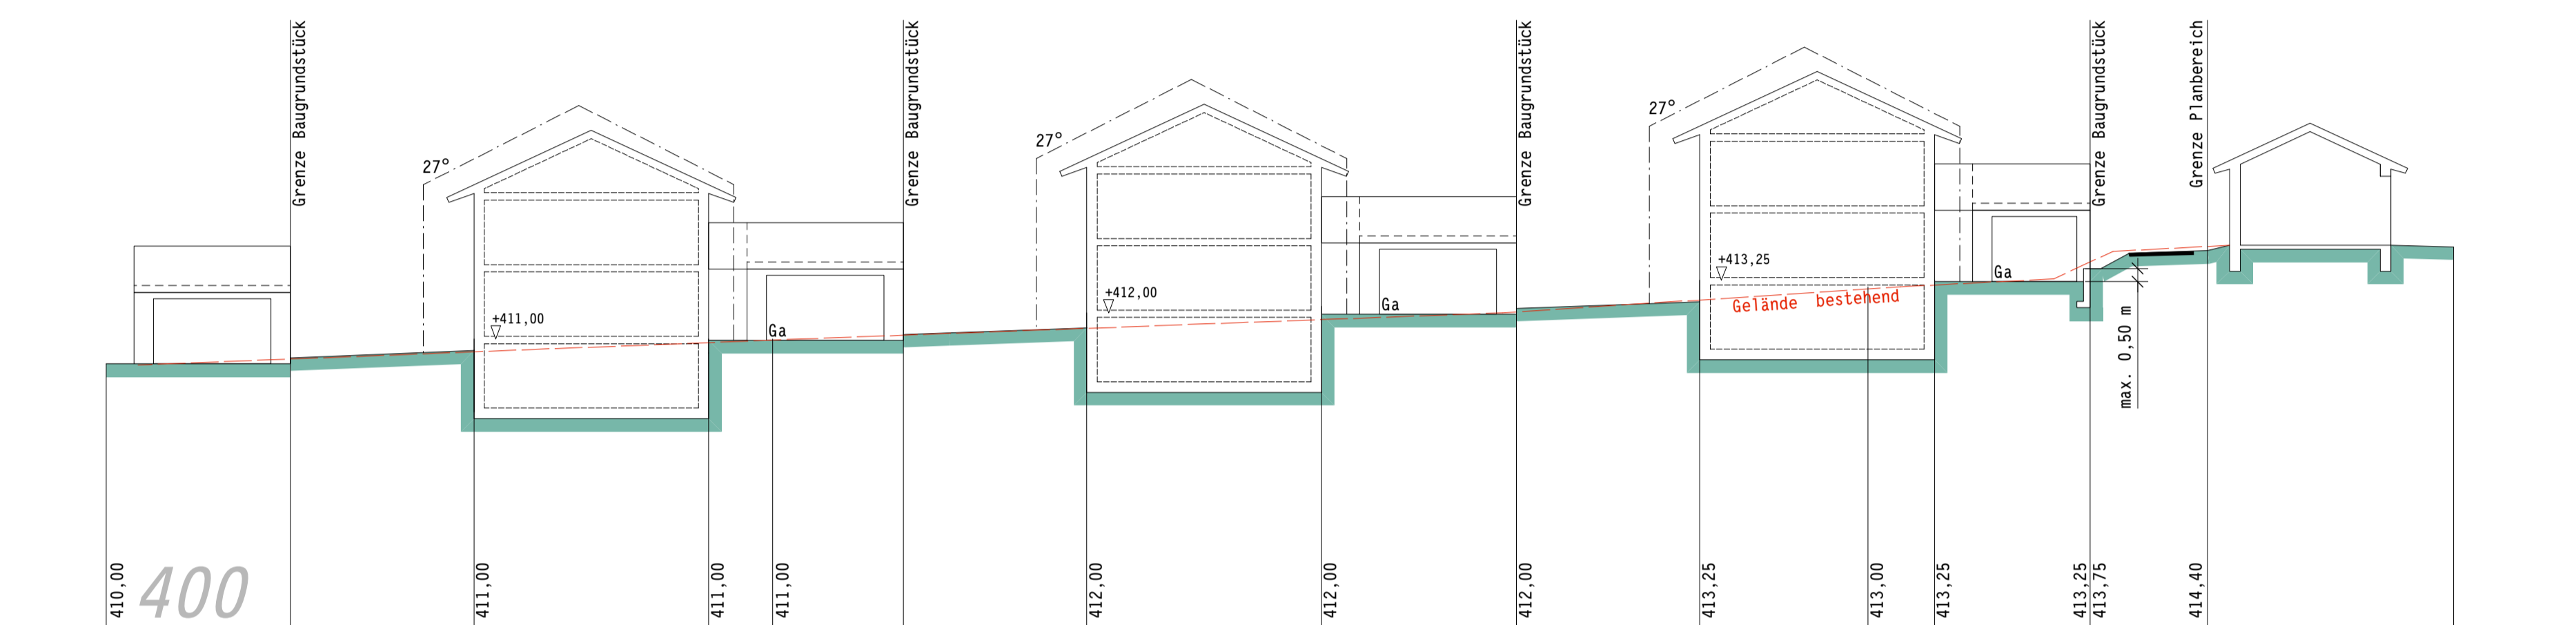 Grenze Baugrundstück
Grenze Baugrundstück
Grenze Baugrundstück
Grenze Baugrundstück
Grenze Planbereich
27°
27°
27°
+411,00
+412,00
+413,25
Ga
Ga
Ga
Gelände bestehend
max. 0,50 m
400
410,00
411,00
411,00
411,00
412,00
412,00
412,00
413,25
413,00
413,25
413,25
413,75
414,40